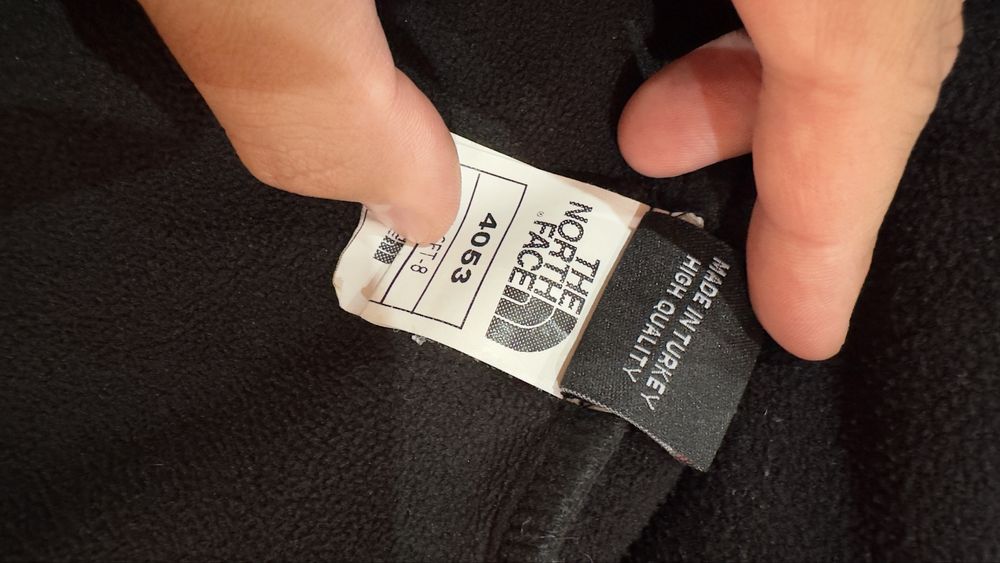 MADE IN TURKEY
HIGH QUALITY
THE
NORTH
FACE
®
4053